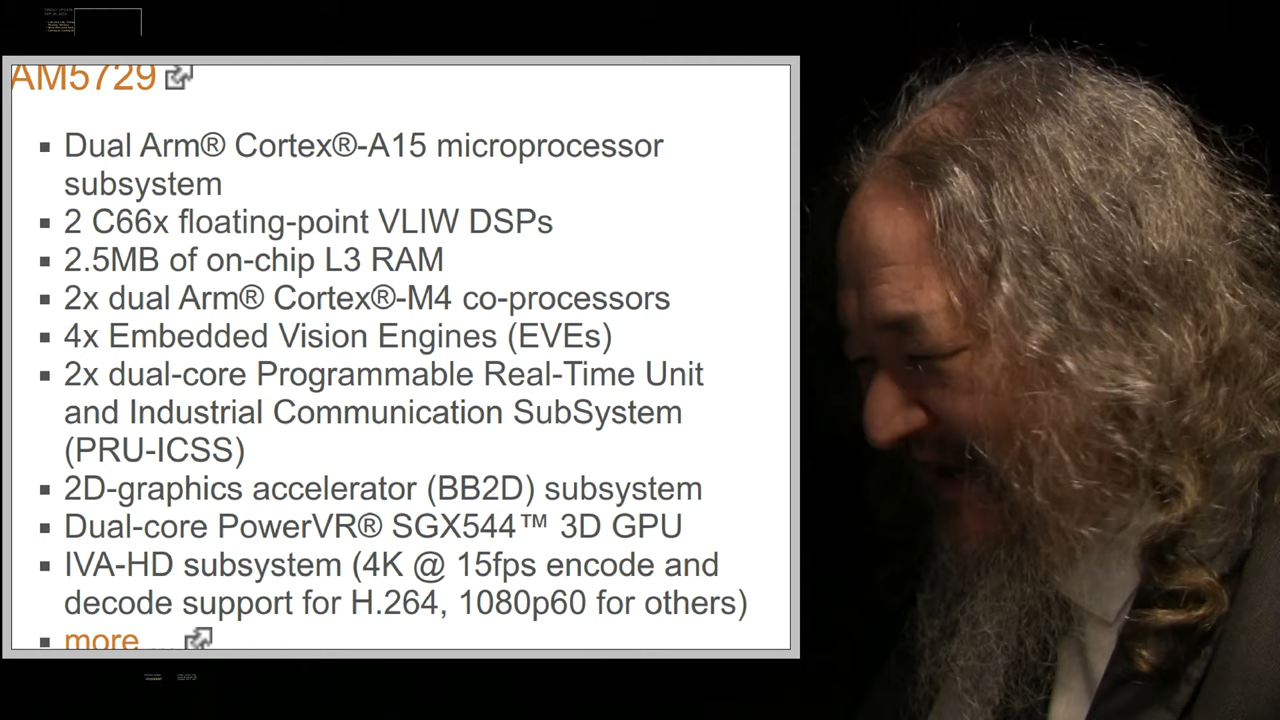 AM5729
▪ Dual Arm® Cortex®-A15 microprocessor
subsystem
▪ 2 C66x floating-point VLIW DSPs
▪ 2.5MB of on-chip L3 RAM
▪ 2x dual Arm® Cortex®-M4 co-processors
▪ 4x Embedded Vision Engines (EVEs)
▪ 2x dual-core Programmable Real-Time Unit
and Industrial Communication SubSystem
(PRU-ICSS)
▪ 2D-graphics accelerator (BB2D) subsystem
▪ Dual-core PowerVR® SGX544™ 3D GPU
▪ IVA-HD subsystem (4K @ 15fps encode and
decode support for H.264, 1080p60 for others)
▪ more ...